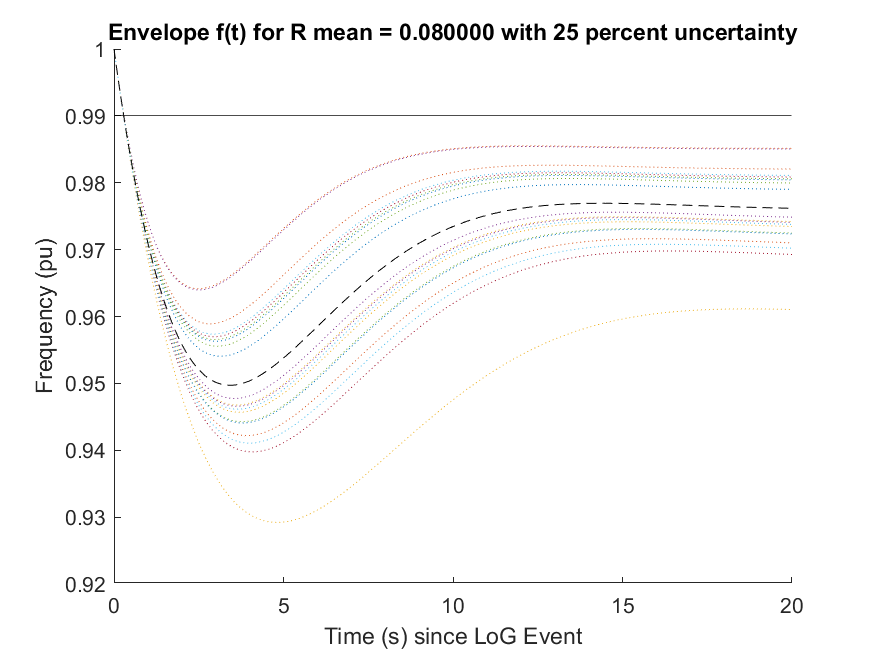 Envelope f(t) for R mean = 0.080000 with 25 percent uncertainty
1
0.99
0.98
0.97
0.96
0.95
0.94
0.93
0.92
Frequency (pu)
0 5 10 15 20
Time (s) since LoG Event